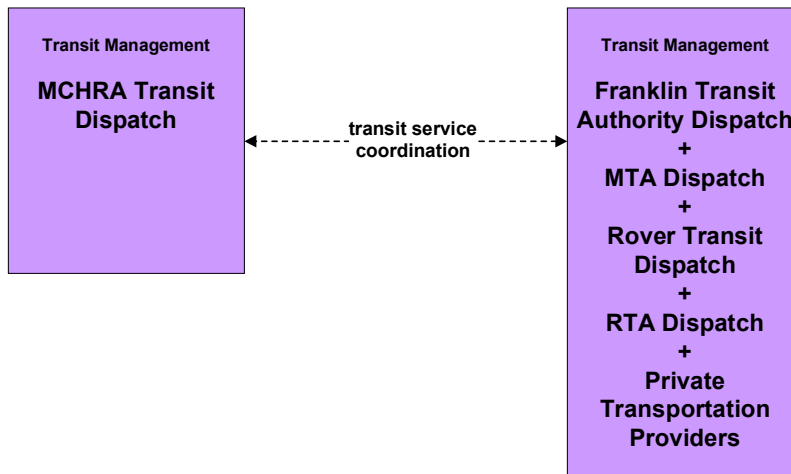 Transit Management
MCHRA Transit
Dispatch
transit service
coordination
Transit Management
Franklin Transit
Authority Dispatch
+
MTA Dispatch
+
Rover Transit
Dispatch
+
RTA Dispatch
+
Private
Transportation
Providers